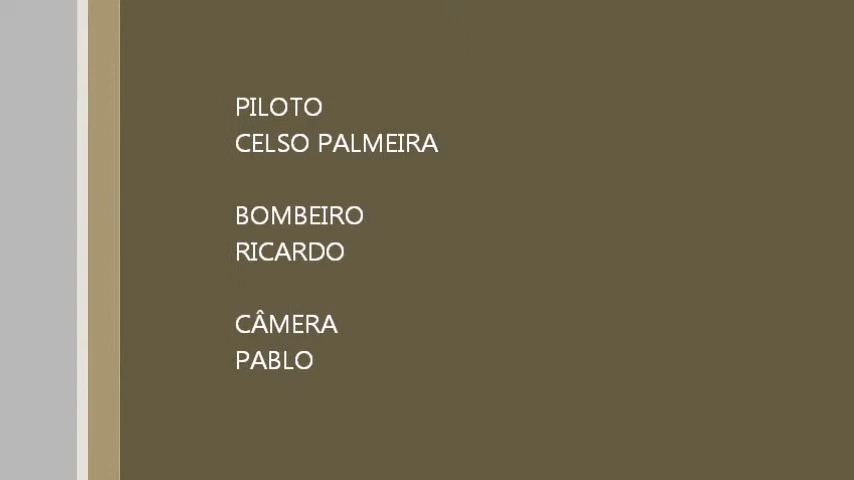 PILOTO
CELSO PALMEIRA
BOMBEIRO
RICARDO
CÂMERA
PABLO